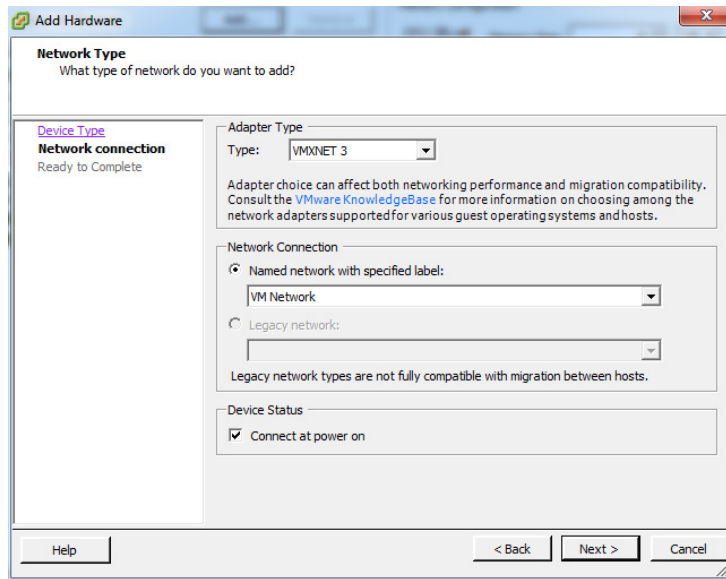 Add Hardware
Network Type
What type of network do you want to add?
Device Type
Network connection
Ready to Complete
Adapter Type
Type: VMXNET 3
Adapter choice can affect both networking performance and migration compatibility.
Consult the VMware KnowledgeBase for more information on choosing among the
network adapters supported for various guest operating systems and hosts.
Network Connection
Named network with specified label:
VM Network
Legacy network:
Legacy network types are not fully compatible with migration between hosts.
Device Status
Connect at power on
Help
< Back
Next >
Cancel